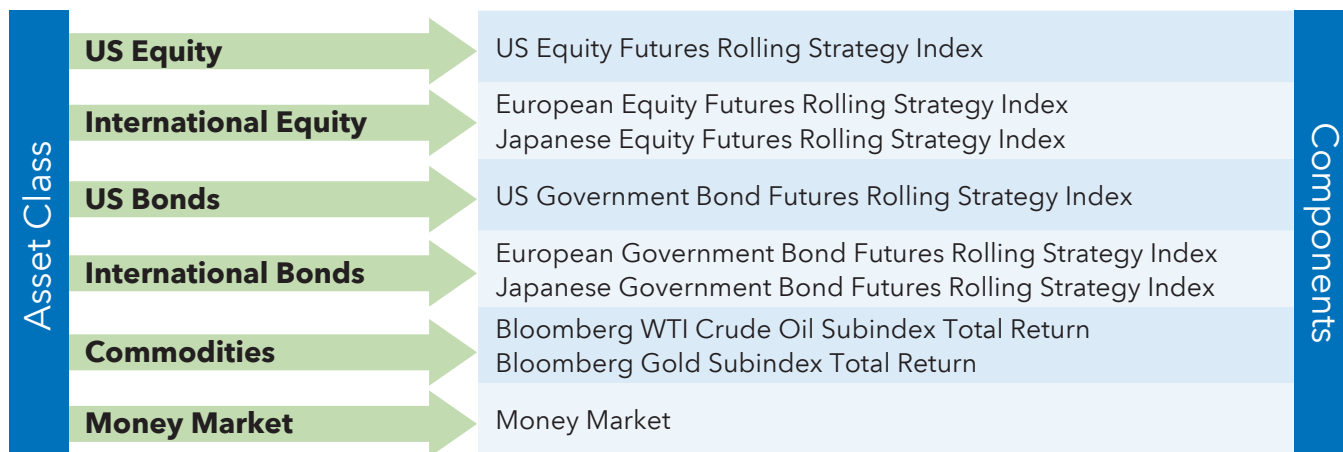 Asset Class
US Equity
US Equity Futures Rolling Strategy Index
International Equity
European Equity Futures Rolling Strategy Index
Japanese Equity Futures Rolling Strategy Index
US Bonds
US Government Bond Futures Rolling Strategy Index
International Bonds
European Government Bond Futures Rolling Strategy Index
Japanese Government Bond Futures Rolling Strategy Index
Commodities
Bloomberg WTI Crude Oil Subindex Total Return
Bloomberg Gold Subindex Total Return
Money Market
Money Market
Components